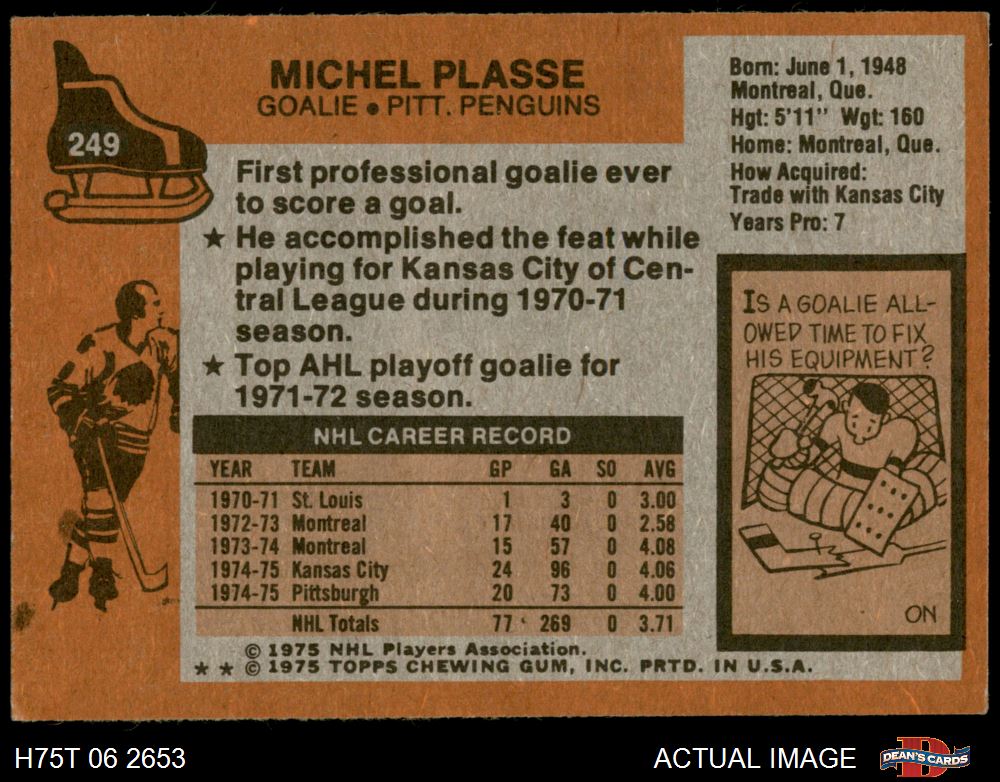 249
MICHEL PLASSE
GOALIE • PITT. PENGUINS
First professional goalie ever
to score a goal.
★ He accomplished the feat while
playing for Kansas City of Cen-
tral League during 1970-71
season.
★ Top AHL playoff goalie for
1971-72 season.
NHL CAREER RECORD
YEAR TEAM GP GA SO AVG
1970-71 St. Louis 1 3 0 3.00
1972-73 Montreal 17 40 0 2.58
1973-74 Montreal 15 57 0 4.08
1974-75 Kansas City 24 96 0 4.06
1974-75 Pittsburgh 20 73 0 4.00
NHL Totals 77 269 0 3.71
© 1975 NHL Players Association.
★ ★ © 1975 TOPPS CHEWING GUM, INC. PRTD. IN U.S.A.
Born: June 1, 1948
Montreal, Que.
Hgt: 5'11" Wgt: 160
Home: Montreal, Que.
How Acquired:
Trade with Kansas City
Years Pro: 7
IS A GOALIE ALL-
OWED TIME TO FIX
HIS EQUIPMENT?
ON
H75T 06 2653
ACTUAL IMAGE
DEAN'S CARDS